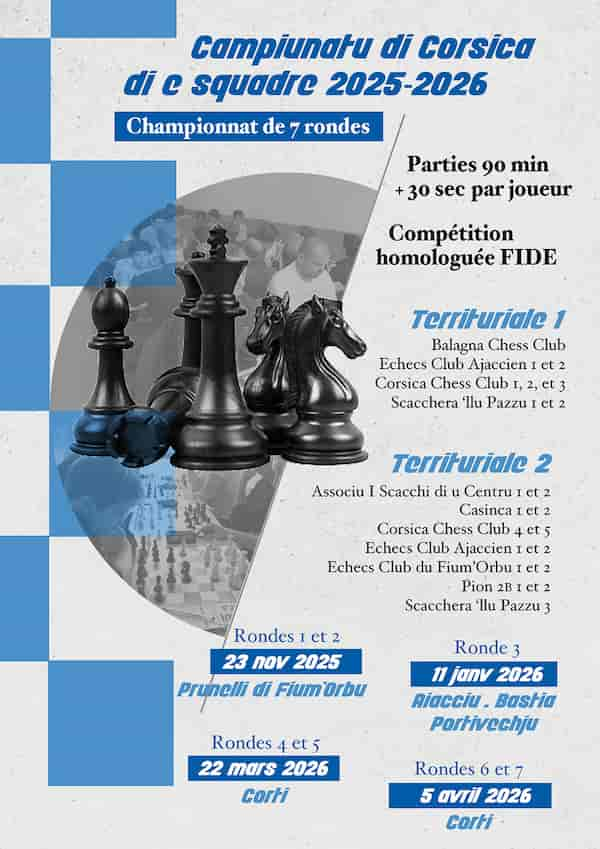 Campiunatu di Corsica
di e squadre 2025-2026
Championnat de 7 rondes
Parties 90 min
+ 30 sec par joueur
Compétition
homologuée FIDE
Territuriale 1
Balagna Chess Club
Echecs Club Ajaccien 1 et 2
Corsica Chess Club 1, 2, et 3
Scacchera ‘llu Pazzu 1 et 2
Territuriale 2
Associu I Scacchi di u Centru 1 et 2
Casinca 1 et 2
Corsica Chess Club 4 et 5
Echecs Club Ajaccien 1 et 2
Echecs Club du Fium’Orbu 1 et 2
Pion 2B 1 et 2
Scacchera ‘llu Pazzu 3
Rondes 1 et 2
23 nov 2025
Prunelli di Fium'Orbu
Ronde 3
11 janv 2026
Aiacciu . Bastia
Portivechju
Rondes 4 et 5
22 mars 2026
Corti
Rondes 6 et 7
5 avril 2026
Corti